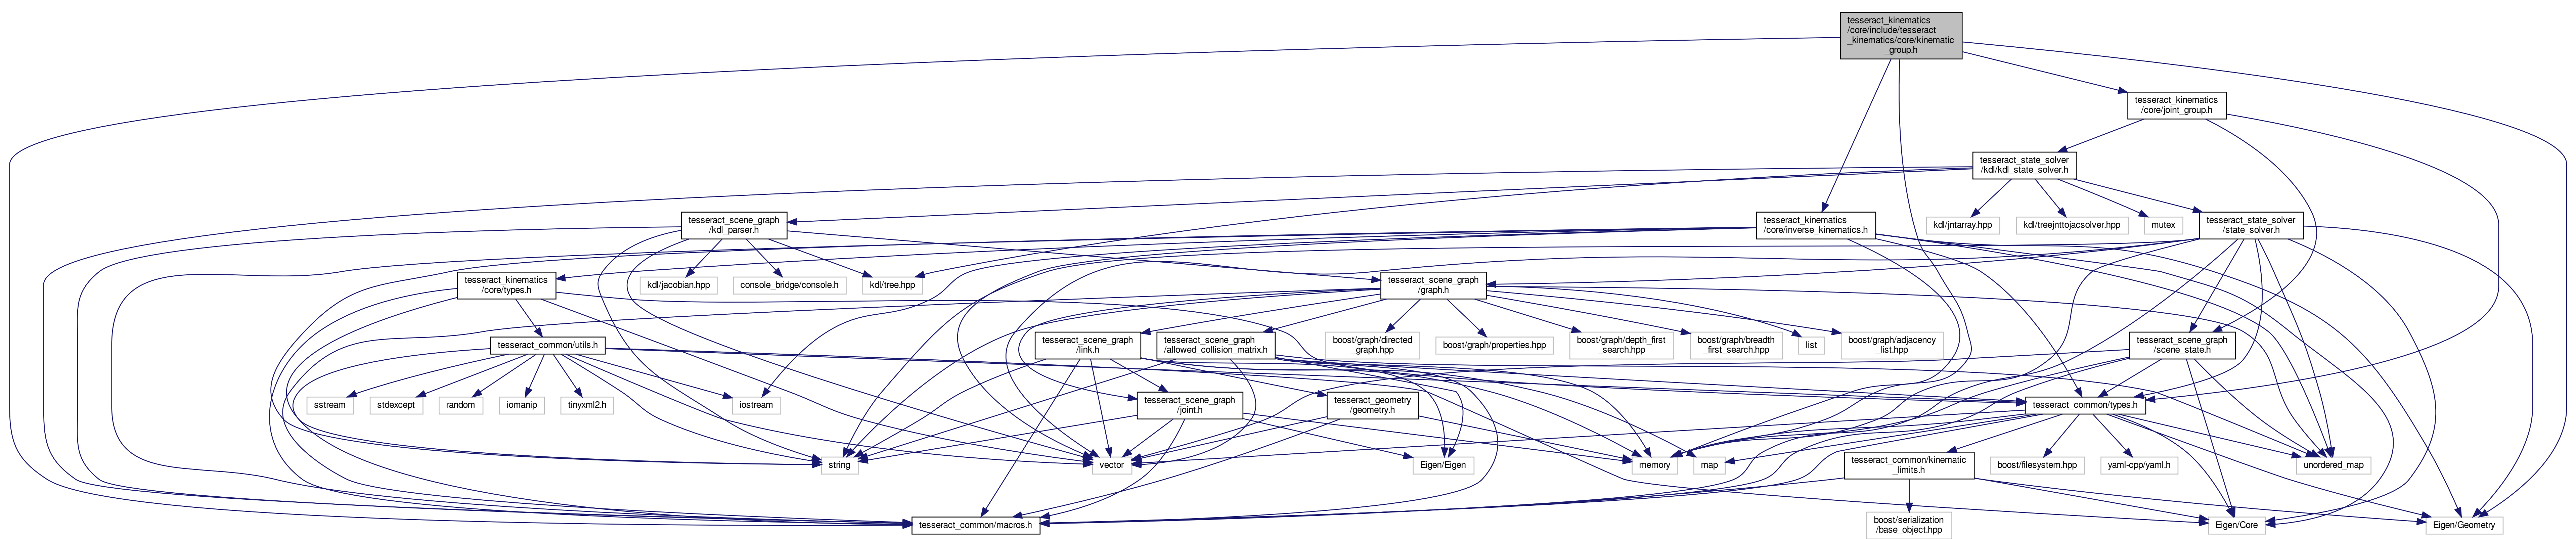 tesseract_kinematics
/core/include/tesseract
_kinematics/core/kinematic
_group.h
tesseract_kinematics
/core/joint_group.h
tesseract_state_solver
/kdl/kdl_state_solver.h
tesseract_scene_graph
/kdl_parser.h
tesseract_kinematics
/core/inverse_kinematics.h
kdl/jntarray.hpp
kdl/treejnttojacsolver.hpp
mutex
tesseract_state_solver
/state_solver.h
tesseract_kinematics
/core/types.h
kdl/jacobian.hpp
console_bridge/console.h
kdl/tree.hpp
tesseract_scene_graph
/graph.h
tesseract_common/utils.h
tesseract_scene_graph
/link.h
tesseract_scene_graph
/allowed_collision_matrix.h
boost/graph/directed
_graph.hpp
boost/graph/properties.hpp
boost/graph/depth_first
_search.hpp
boost/graph/breadth
_first_search.hpp
list
boost/graph/adjacency
_list.hpp
tesseract_scene_graph
/scene_state.h
sstream
stdexcept
random
iomanip
tinyxml2.h
iostream
tesseract_scene_graph
/joint.h
tesseract_geometry
/geometry.h
tesseract_common/types.h
string
vector
Eigen/Eigen
memory
map
tesseract_common/kinematic
_limits.h
boost/filesystem.hpp
yaml-cpp/yaml.h
unordered_map
tesseract_common/macros.h
boost/serialization
/base_object.hpp
Eigen/Core
Eigen/Geometry